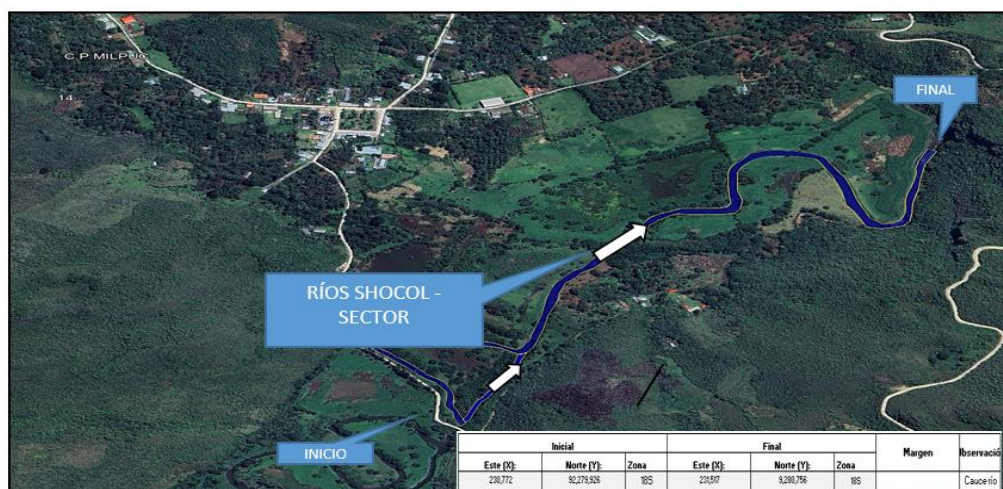 C.P MILPUC
14
FINAL
RÍOS SHOCOL -
SECTOR
INICIO
Inicial Final Margen Observació
Este (X): Norte (Y): Zona Este (X): Norte (Y): Zona
230,772 92,279,926 18S 231,517 9,280,756 18S Cauce rio